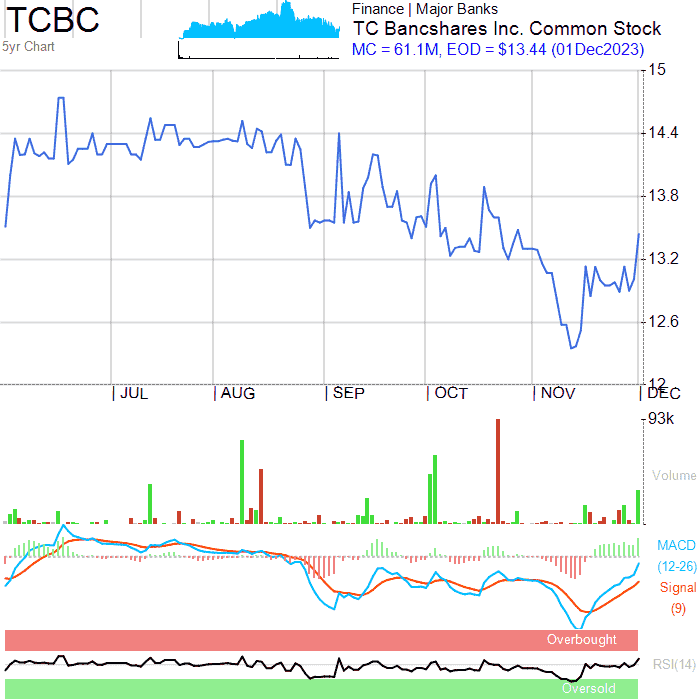 TCBC
5yr Chart
Finance | Major Banks
TC Bancshares Inc. Common Stock
MC = 61.1M, EOD = $13.44 (01Dec2023)
15
14.4
13.8
13.2
12.6
12
JUL
AUG
SEP
OCT
NOV
DEC
93k
Volume
MACD
(12-26)
Signal
(9)
Overbought
RSI(14)
Oversold